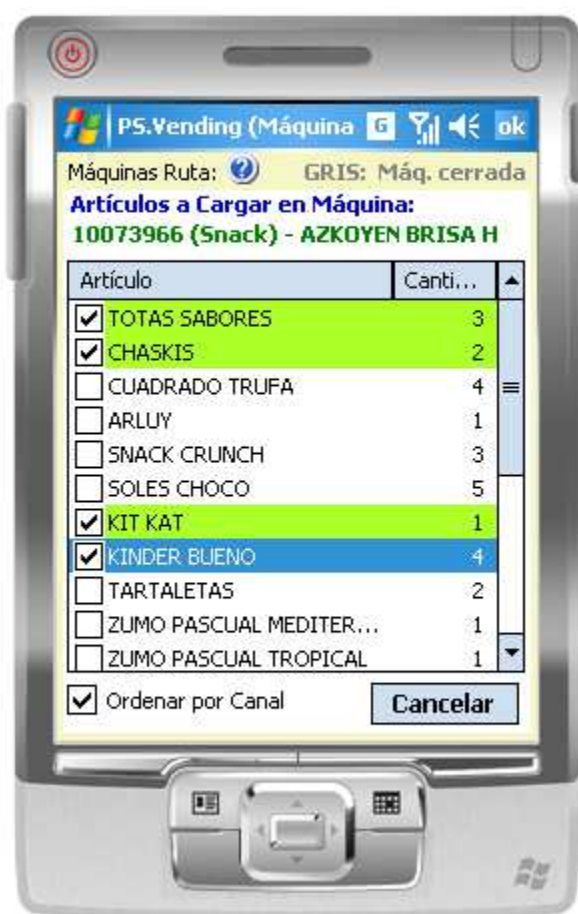 PS.Vending (Máquina G ok
Máquinas Ruta: ? GRIS: Máq. cerrada
Artículos a Cargar en Máquina:
10073966 (Snack) - AZKOYEN BRISA H
Artículo Canti...
TOTAS SABORES 3
CHASKIS 2
CUADRADO TRUFA 4
ARLUY 1
SNACK CRUNCH 3
SOLES CHOCO 5
KIT KAT 1
KINDER BUENO 4
TARTALETAS 2
ZUMO PASCUAL MEDITER... 1
ZUMO PASCUAL TROPICAL 1
Ordenar por Canal Cancelar